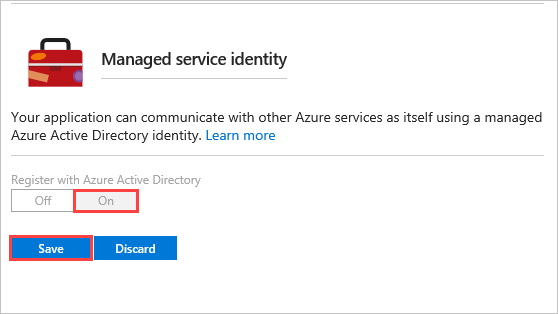 Managed service identity
Your application can communicate with other Azure services as itself using a managed
Azure Active Directory identity. Learn more
Register with Azure Active Directory
Off On
Save Discard